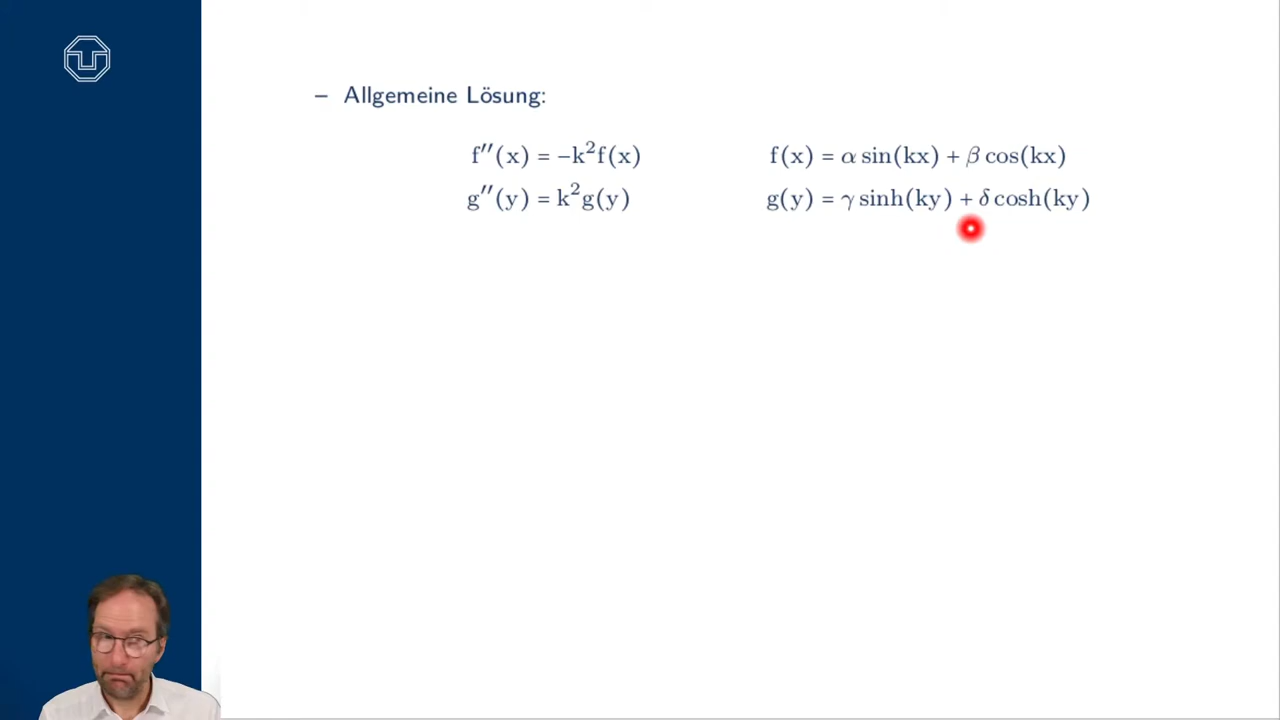 – Allgemeine Lösung:
f′′(x) = −k²f(x) f(x) = α sin(kx) + β cos(kx)
g′′(y) = k²g(y) g(y) = γ sinh(ky) + δ cosh(ky)